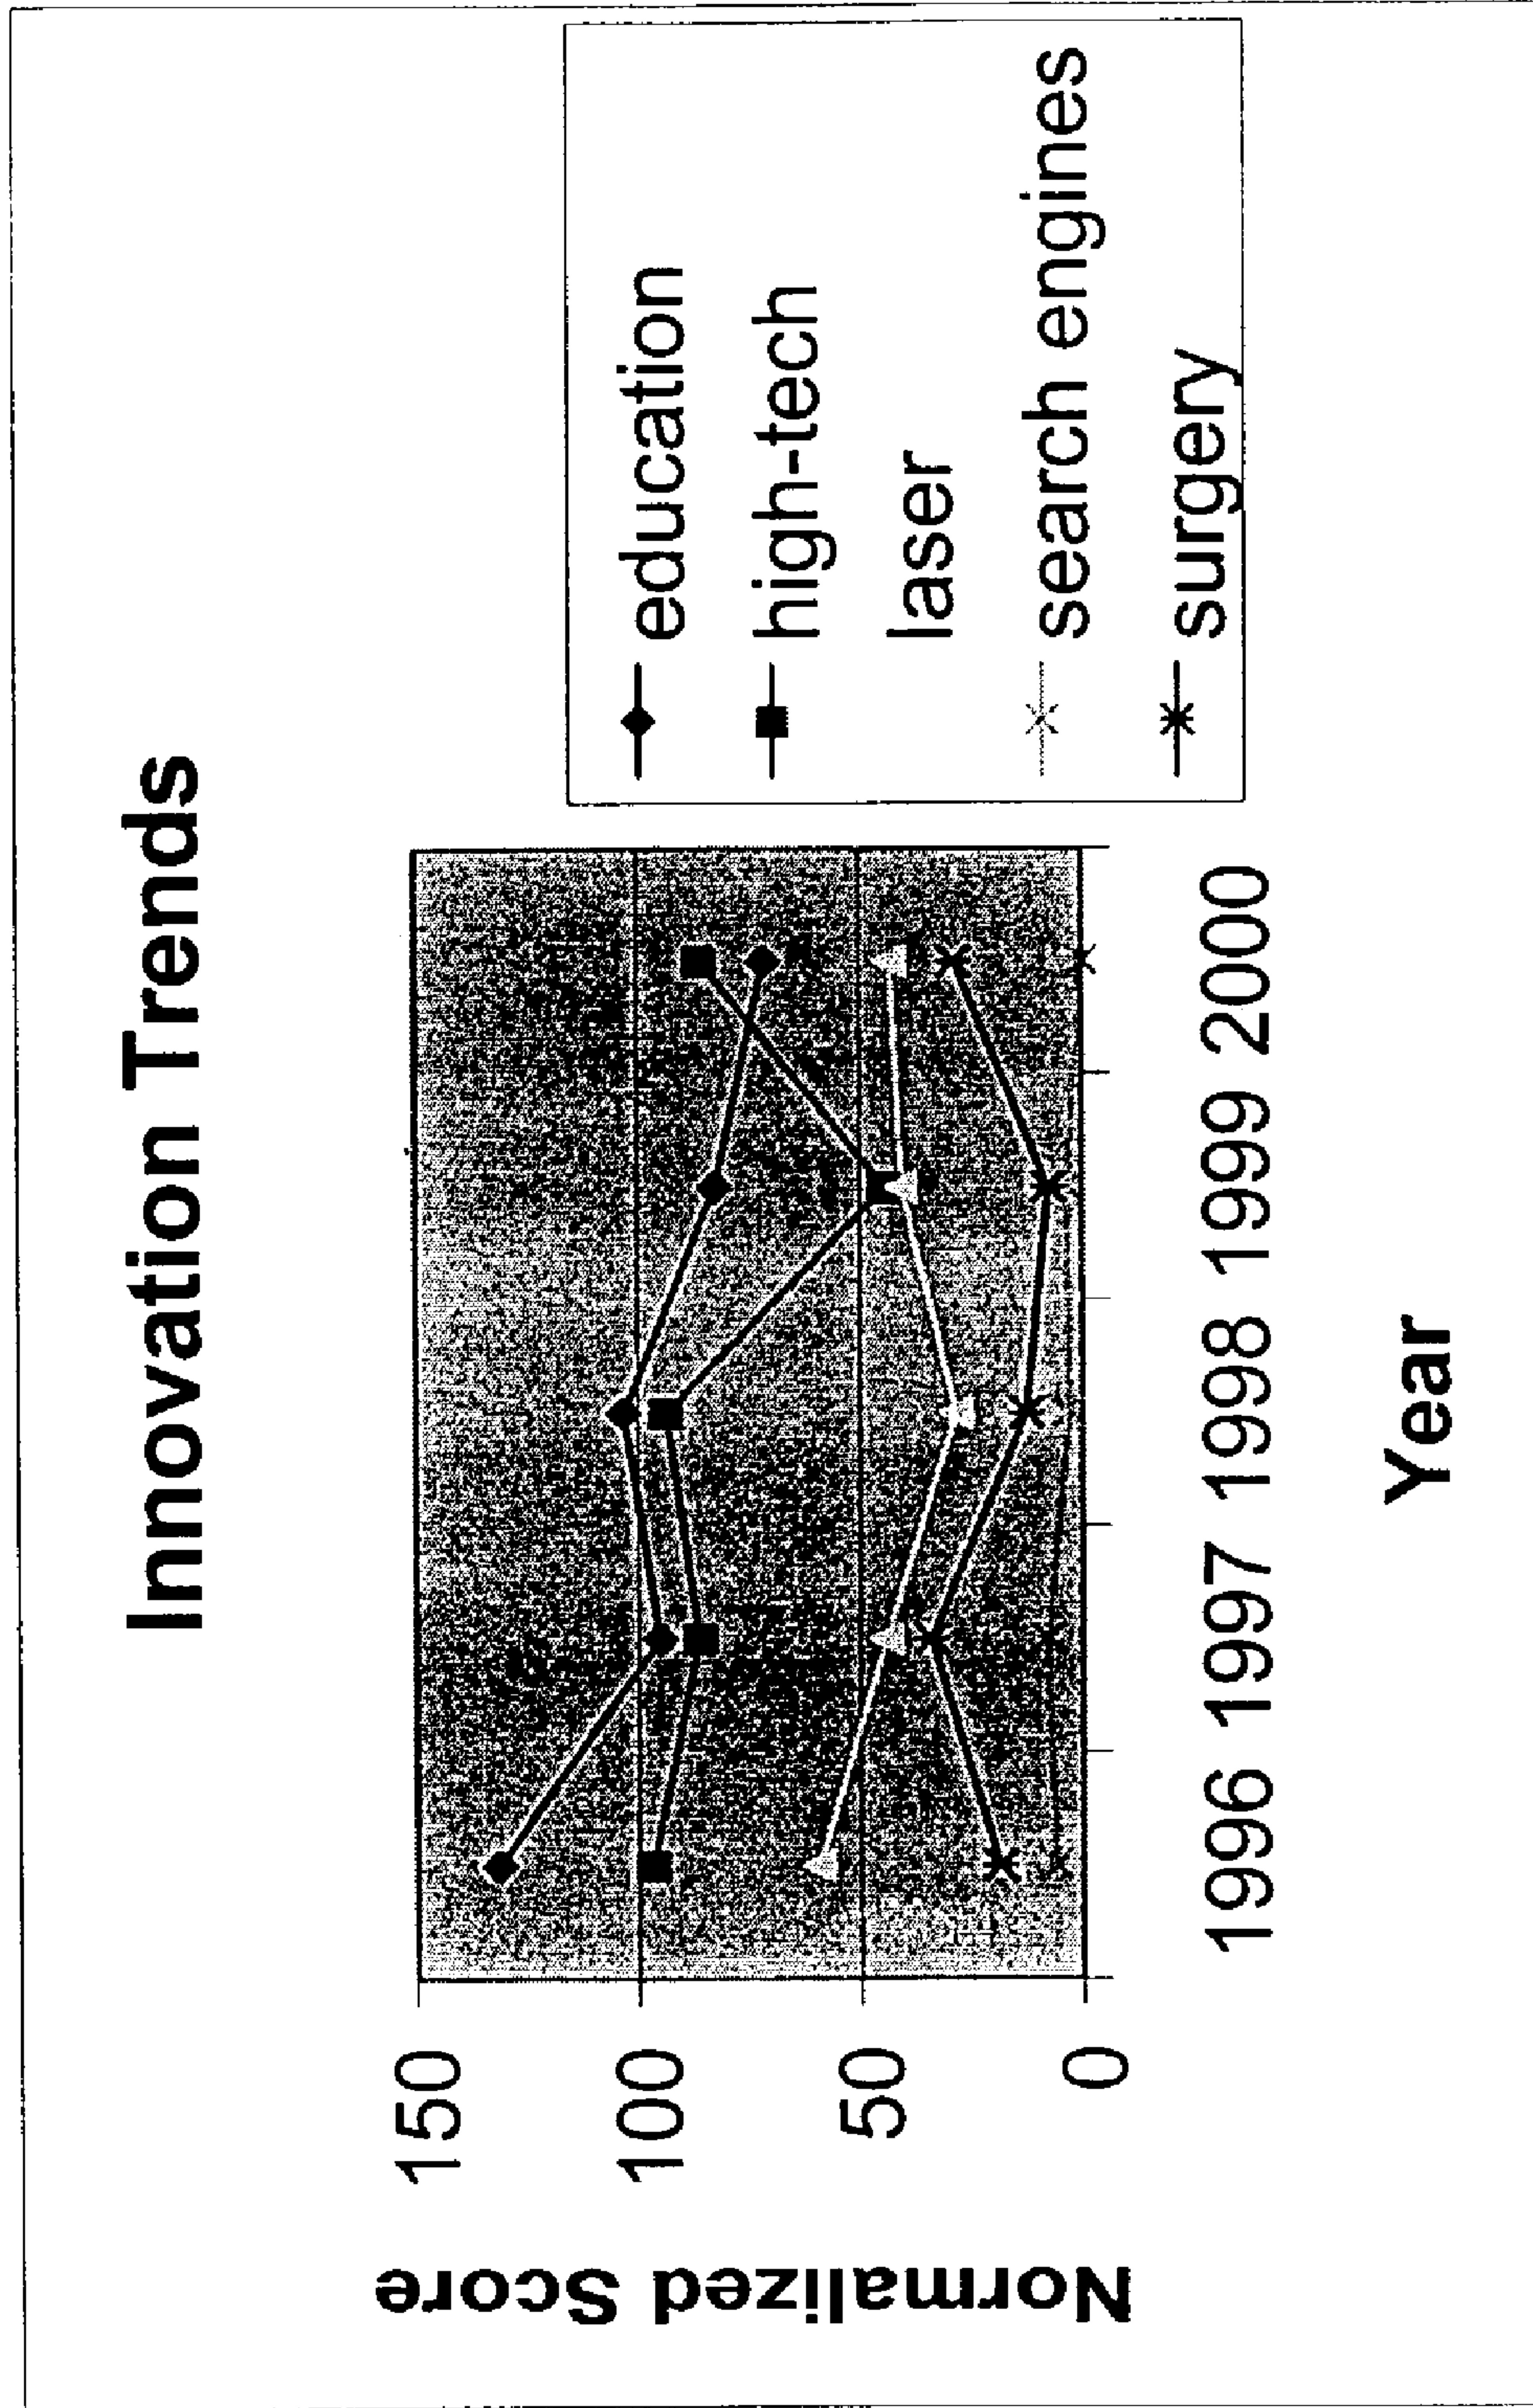 Innovation Trends
Normalized Score
150
100
50
0
1996 1997 1998 1999 2000
Year
education
high-tech
laser
search engines
surgery